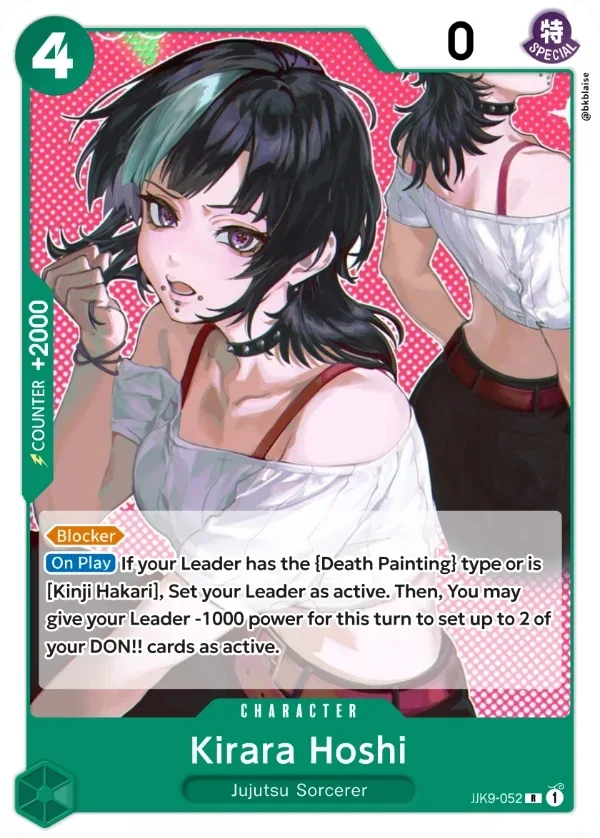 4
0
特
SPECIAL
@bkblaise
COUNTER +2000
Blocker
On Play If your Leader has the {Death Painting} type or is
[Kinji Hakari], Set your Leader as active. Then, You may
give your Leader -1000 power for this turn to set up to 2 of
your DON!! cards as active.
CHARACTER
Kirara Hoshi
Jujutsu Sorcerer
JJK9-052 R 1